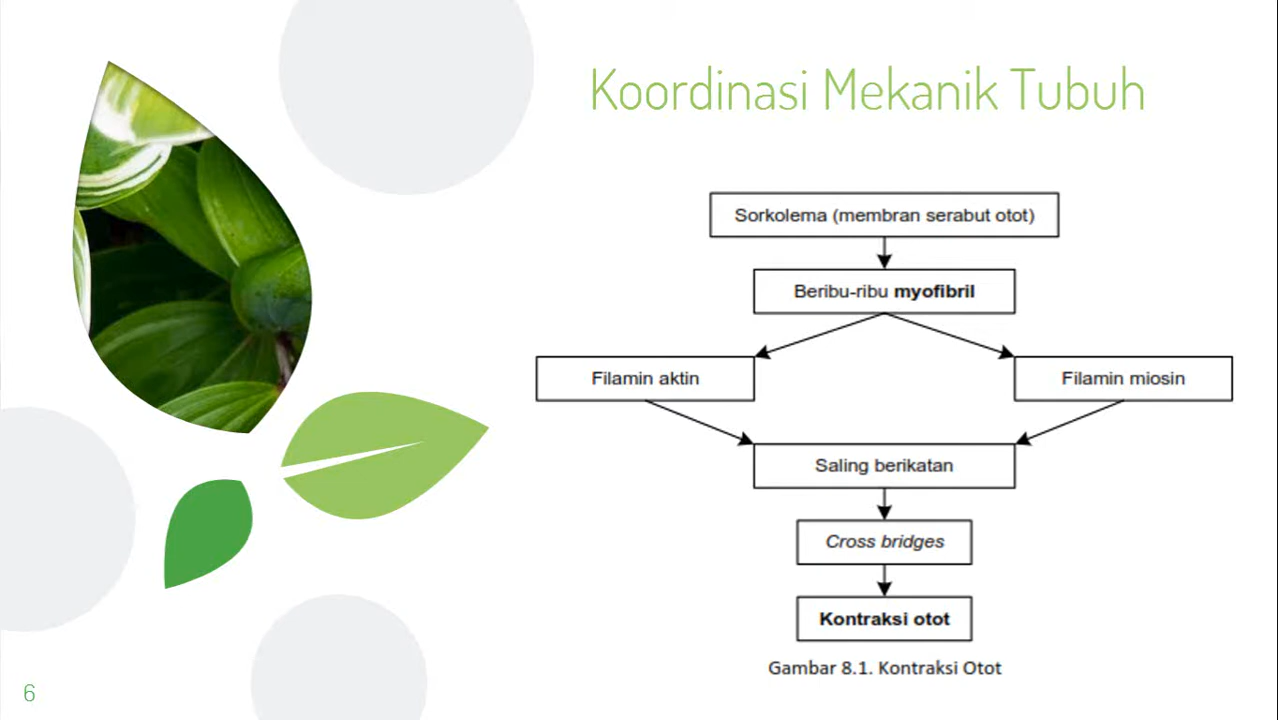 Koordinasi Mekanik Tubuh
Sorkolema (membran serabut otot)
Beribu-ribu myofibril
Filamin aktin
Filamin miosin
Saling berikatan
Cross bridges
Kontraksi otot
Gambar 8.1. Kontraksi Otot
6